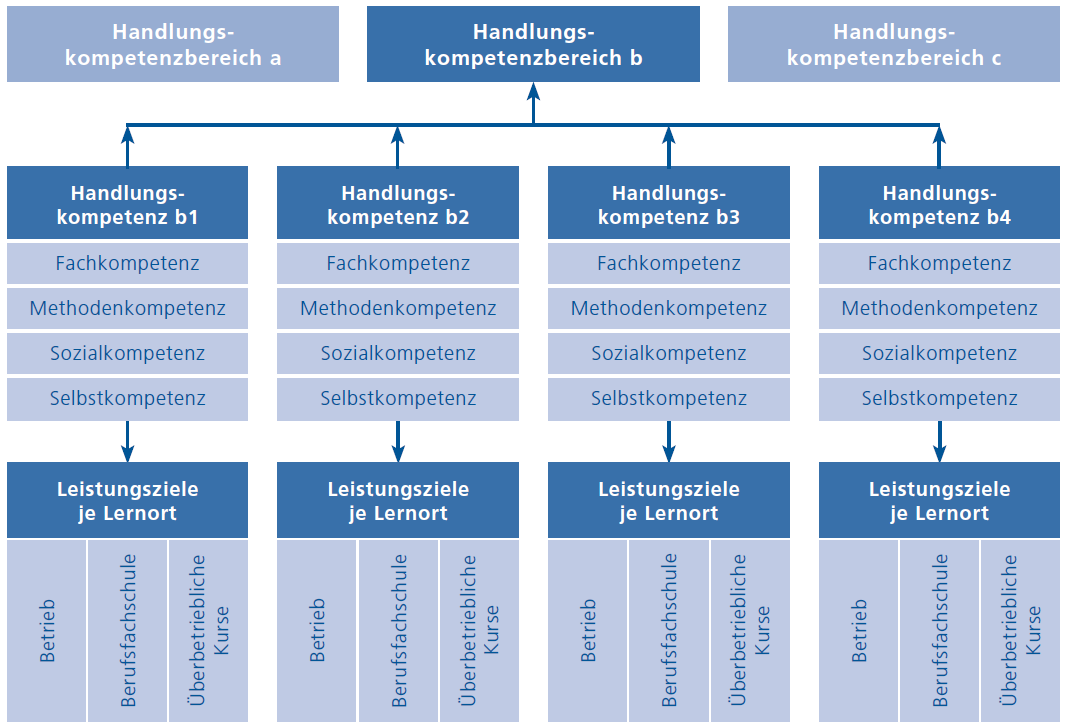 Handlungs-
kompetenzbereich a
Handlungs-
kompetenzbereich b
Handlungs-
kompetenzbereich c
Handlungs-
kompetenz b1
Handlungs-
kompetenz b2
Handlungs-
kompetenz b3
Handlungs-
kompetenz b4
Fachkompetenz
Fachkompetenz
Fachkompetenz
Fachkompetenz
Methodenkompetenz
Methodenkompetenz
Methodenkompetenz
Methodenkompetenz
Sozialkompetenz
Sozialkompetenz
Sozialkompetenz
Sozialkompetenz
Selbstkompetenz
Selbstkompetenz
Selbstkompetenz
Selbstkompetenz
Leistungsziele
je Lernort
Leistungsziele
je Lernort
Leistungsziele
je Lernort
Leistungsziele
je Lernort
Betrieb
Berufsfachschule
Überbetriebliche
Kurse
Betrieb
Berufsfachschule
Überbetriebliche
Kurse
Betrieb
Berufsfachschule
Überbetriebliche
Kurse
Betrieb
Berufsfachschule
Überbetriebliche
Kurse